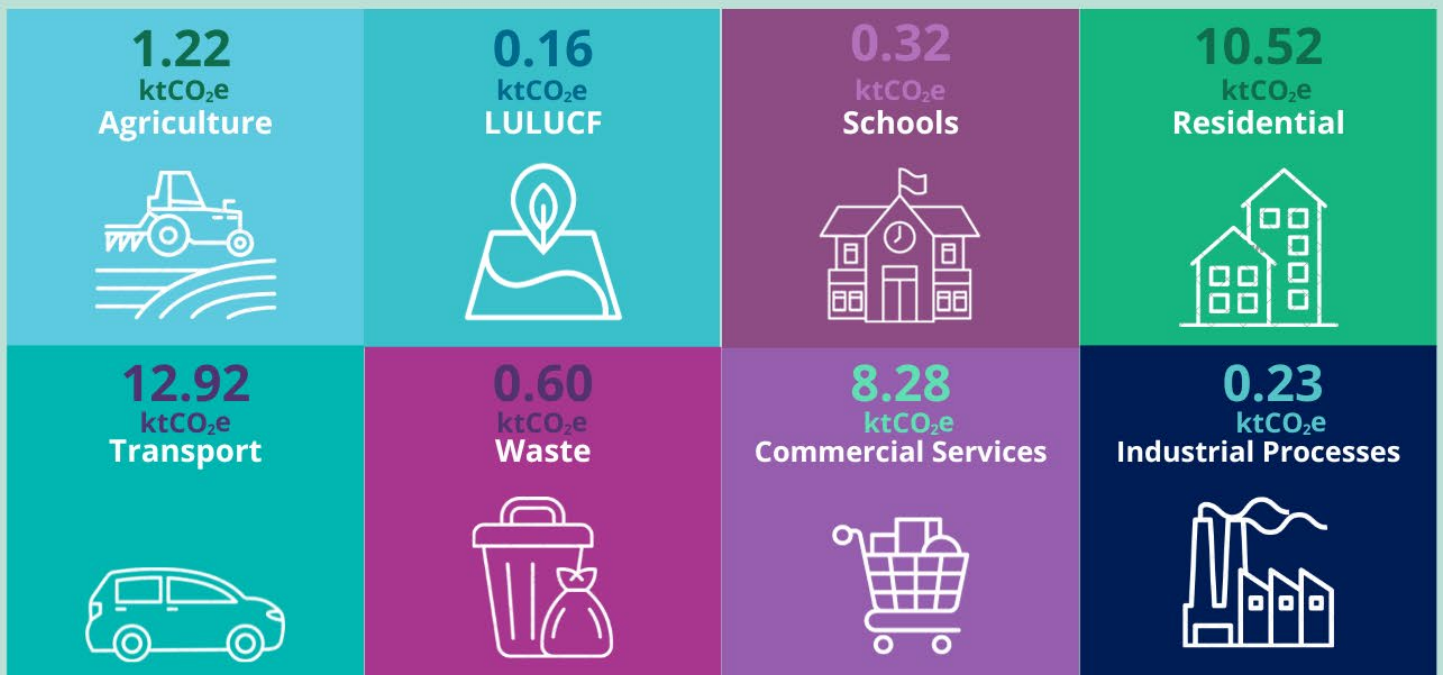 1.22
ktCO₂e
Agriculture
0.16
ktCO₂e
LULUCF
0.32
ktCO₂e
Schools
10.52
ktCO₂e
Residential
12.92
ktCO₂e
Transport
0.60
ktCO₂e
Waste
8.28
ktCO₂e
Commercial Services
0.23
ktCO₂e
Industrial Processes